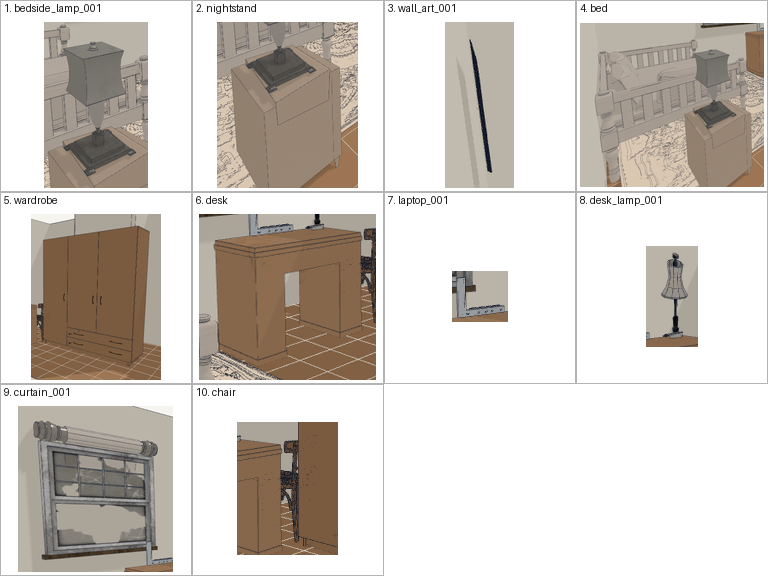 1. bedside_lamp_001
2. nightstand
3. wall_art_001
4. bed
5. wardrobe
6. desk
7. laptop_001
8. desk_lamp_001
9. curtain_001
10. chair